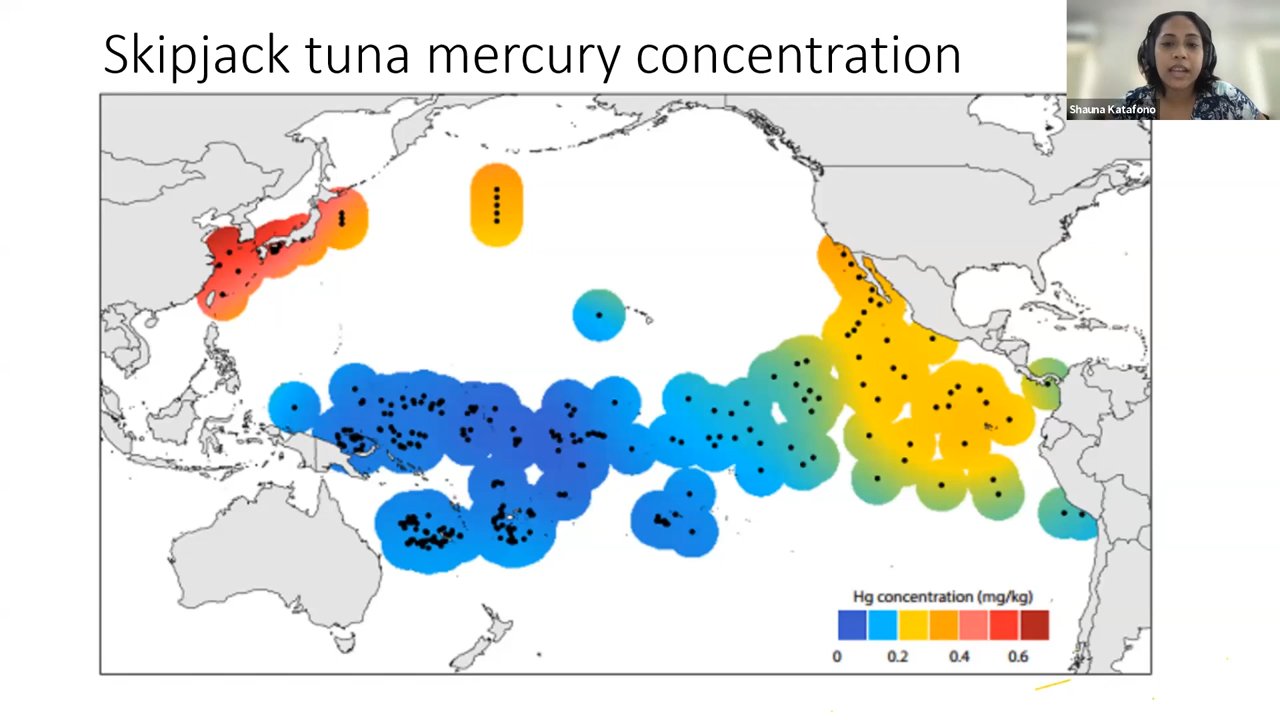 Skipjack tuna mercury concentration
Shauna Katafono
Hg concentration (mg/kg)
0 0.2 0.4 0.6